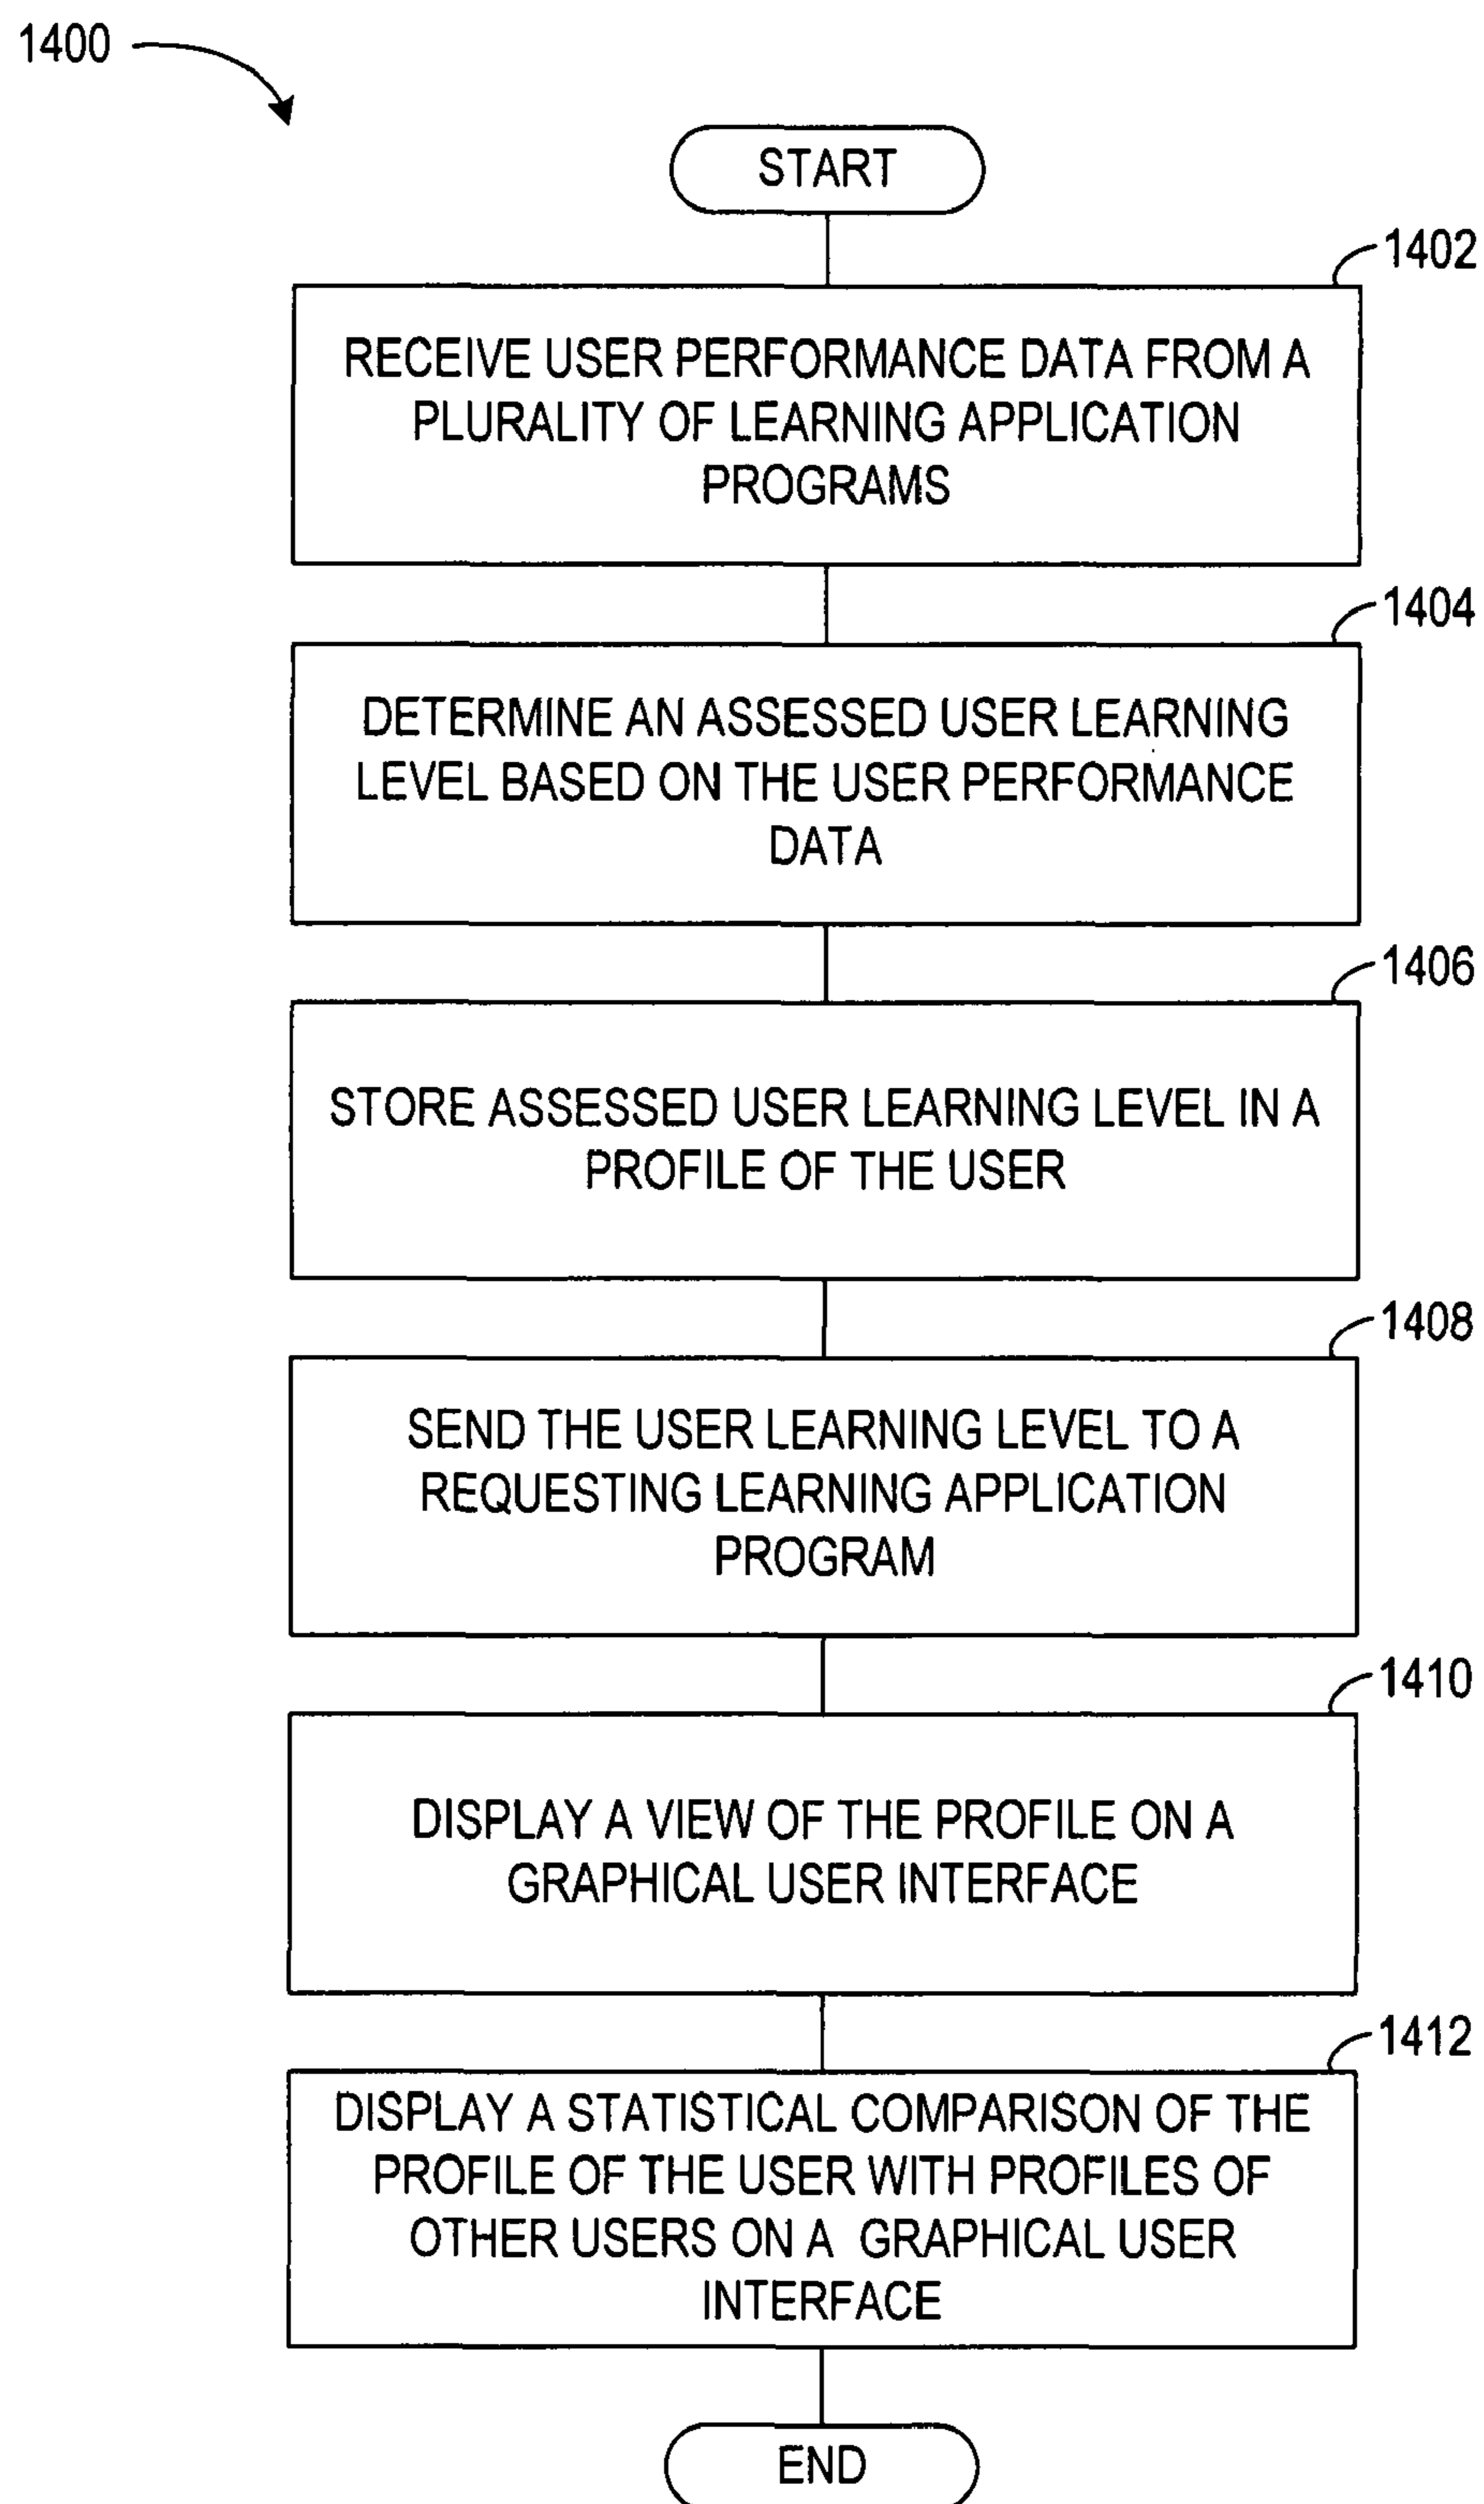 1400
START
1402
RECEIVE USER PERFORMANCE DATA FROM A
PLURALITY OF LEARNING APPLICATION
PROGRAMS
1404
DETERMINE AN ASSESSED USER LEARNING
LEVEL BASED ON THE USER PERFORMANCE
DATA
1406
STORE ASSESSED USER LEARNING LEVEL IN A
PROFILE OF THE USER
1408
SEND THE USER LEARNING LEVEL TO A
REQUESTING LEARNING APPLICATION
PROGRAM
1410
DISPLAY A VIEW OF THE PROFILE ON A
GRAPHICAL USER INTERFACE
1412
DISPLAY A STATISTICAL COMPARISON OF THE
PROFILE OF THE USER WITH PROFILES OF
OTHER USERS ON A GRAPHICAL USER
INTERFACE
END